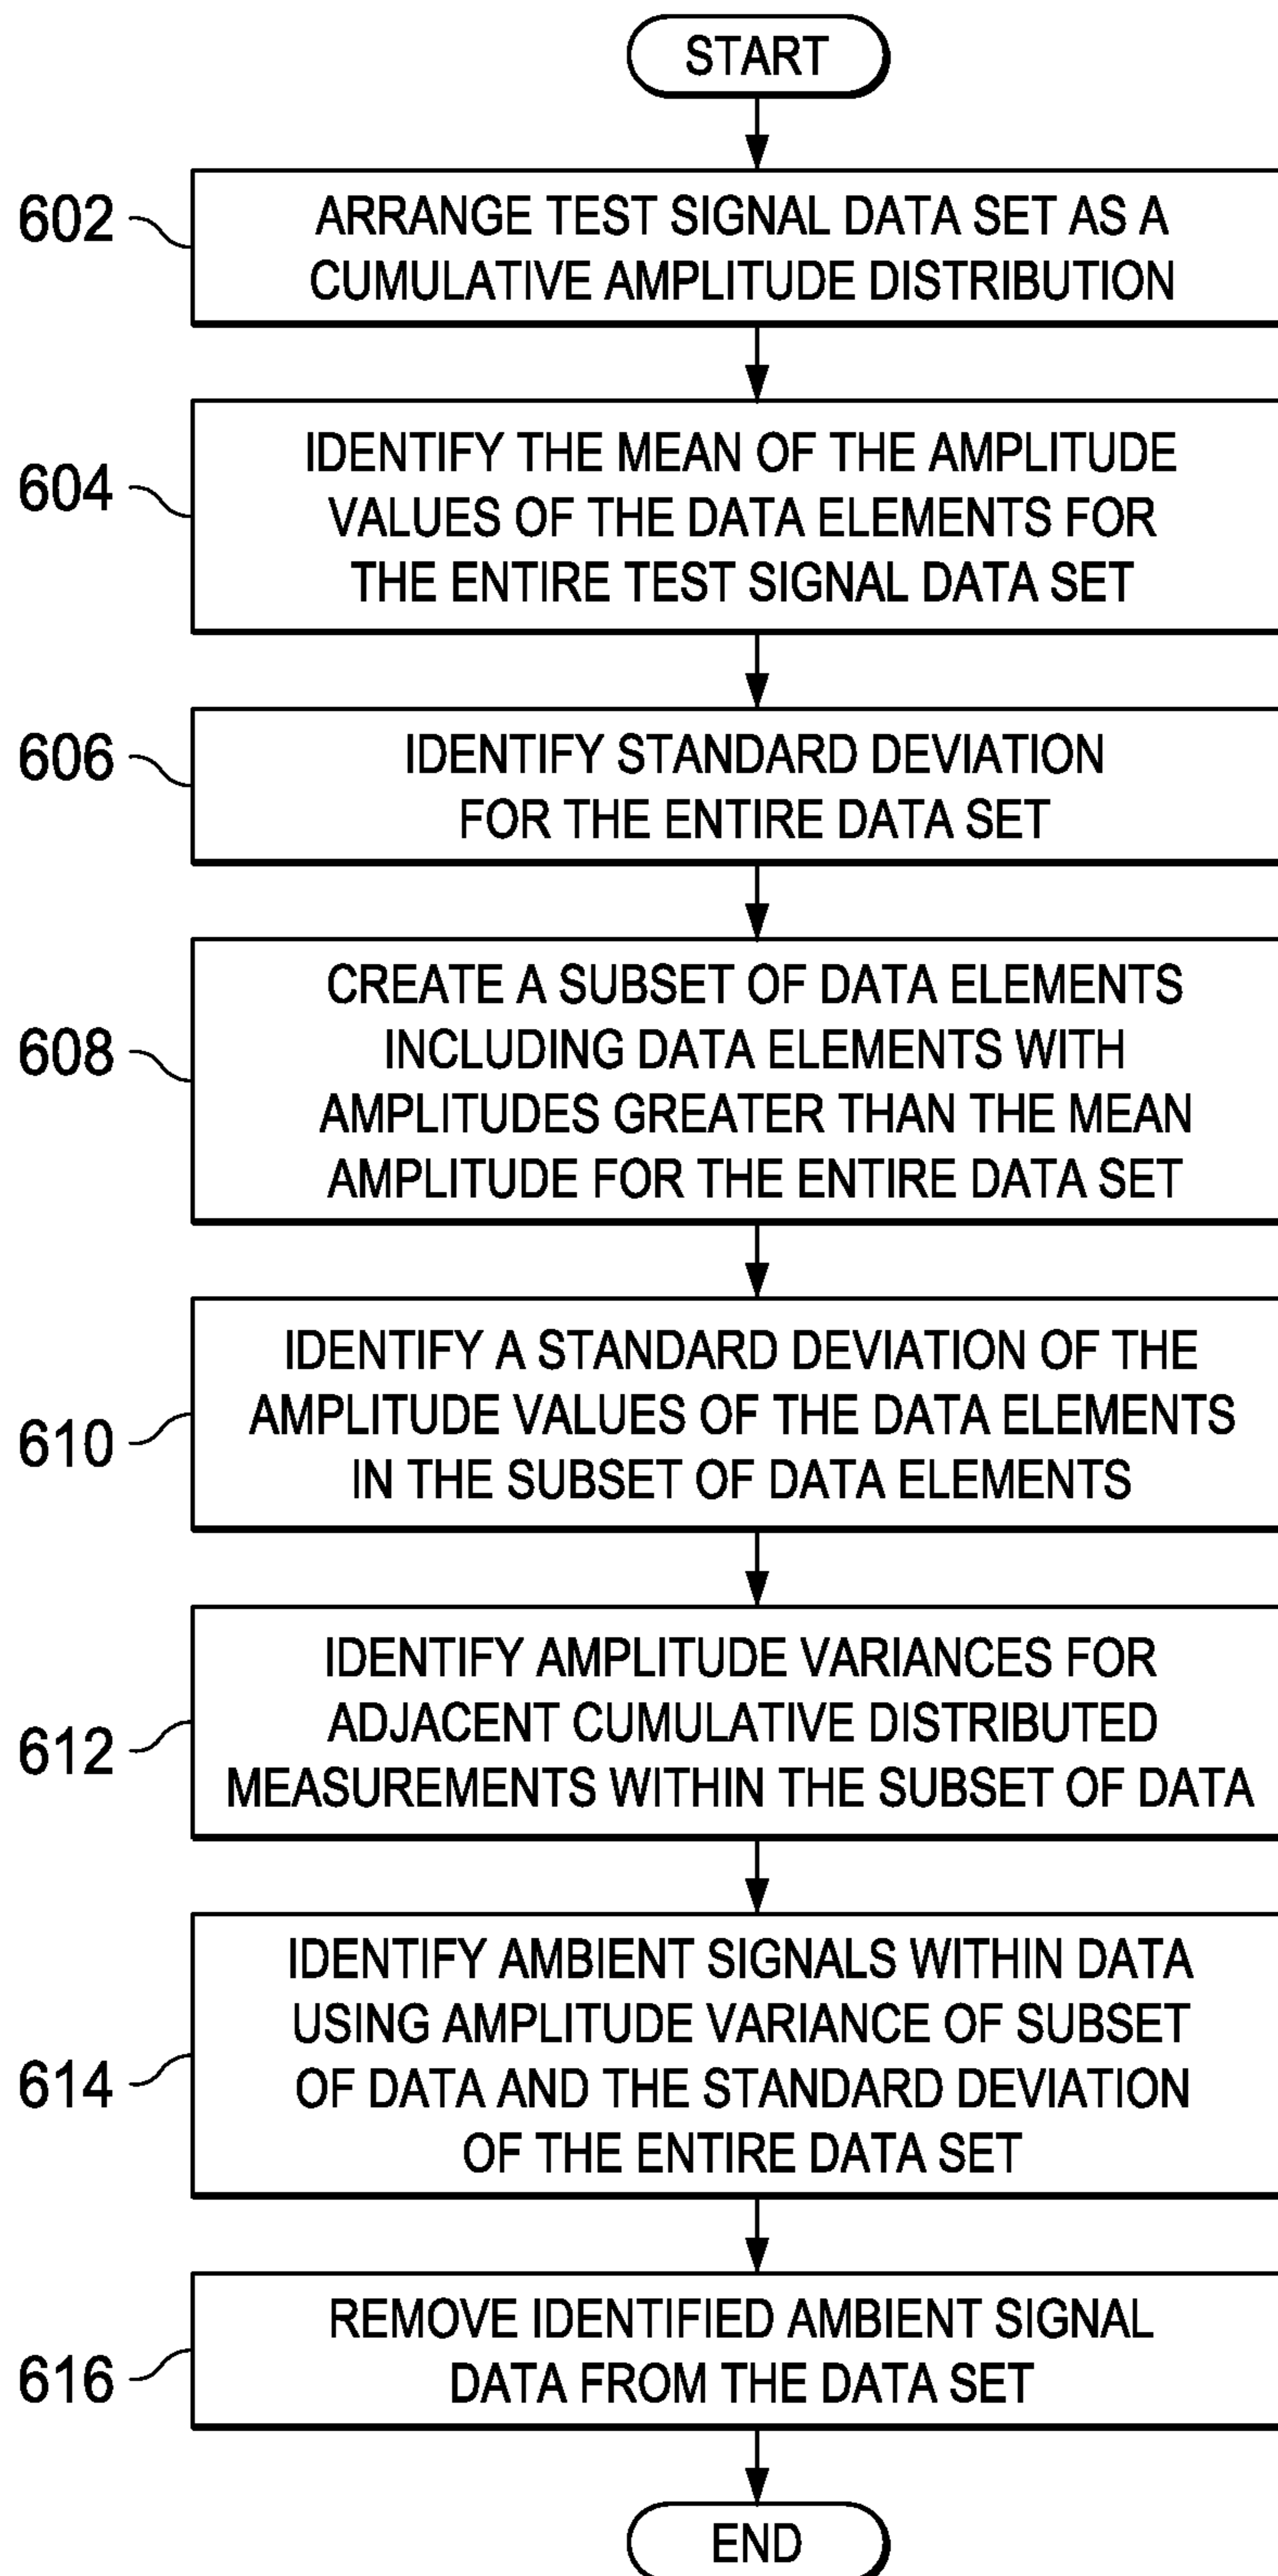 START
602
ARRANGE TEST SIGNAL DATA SET AS A
CUMULATIVE AMPLITUDE DISTRIBUTION
604
IDENTIFY THE MEAN OF THE AMPLITUDE
VALUES OF THE DATA ELEMENTS FOR
THE ENTIRE TEST SIGNAL DATA SET
606
IDENTIFY STANDARD DEVIATION
FOR THE ENTIRE DATA SET
608
CREATE A SUBSET OF DATA ELEMENTS
INCLUDING DATA ELEMENTS WITH
AMPLITUDES GREATER THAN THE MEAN
AMPLITUDE FOR THE ENTIRE DATA SET
610
IDENTIFY A STANDARD DEVIATION OF THE
AMPLITUDE VALUES OF THE DATA ELEMENTS
IN THE SUBSET OF DATA ELEMENTS
612
IDENTIFY AMPLITUDE VARIANCES FOR
ADJACENT CUMULATIVE DISTRIBUTED
MEASUREMENTS WITHIN THE SUBSET OF DATA
614
IDENTIFY AMBIENT SIGNALS WITHIN DATA
USING AMPLITUDE VARIANCE OF SUBSET
OF DATA AND THE STANDARD DEVIATION
OF THE ENTIRE DATA SET
616
REMOVE IDENTIFIED AMBIENT SIGNAL
DATA FROM THE DATA SET
END